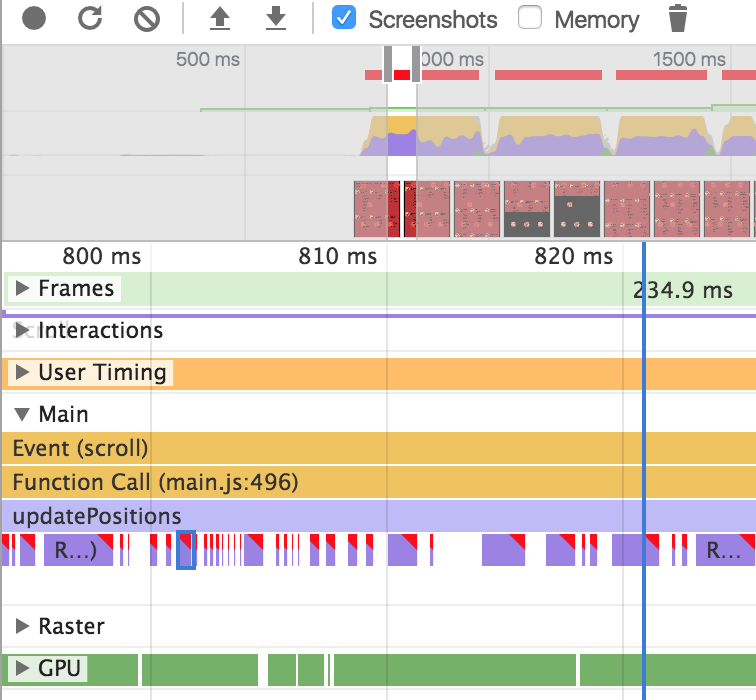 Screenshots Memory
500 ms 000 ms 1500 ms
800 ms 810 ms 820 ms
Frames 234.9 ms
Interactions
User Timing
Main
Event (scroll)
Function Call (main.js:496)
updatePositions
R...) R...
Raster
GPU